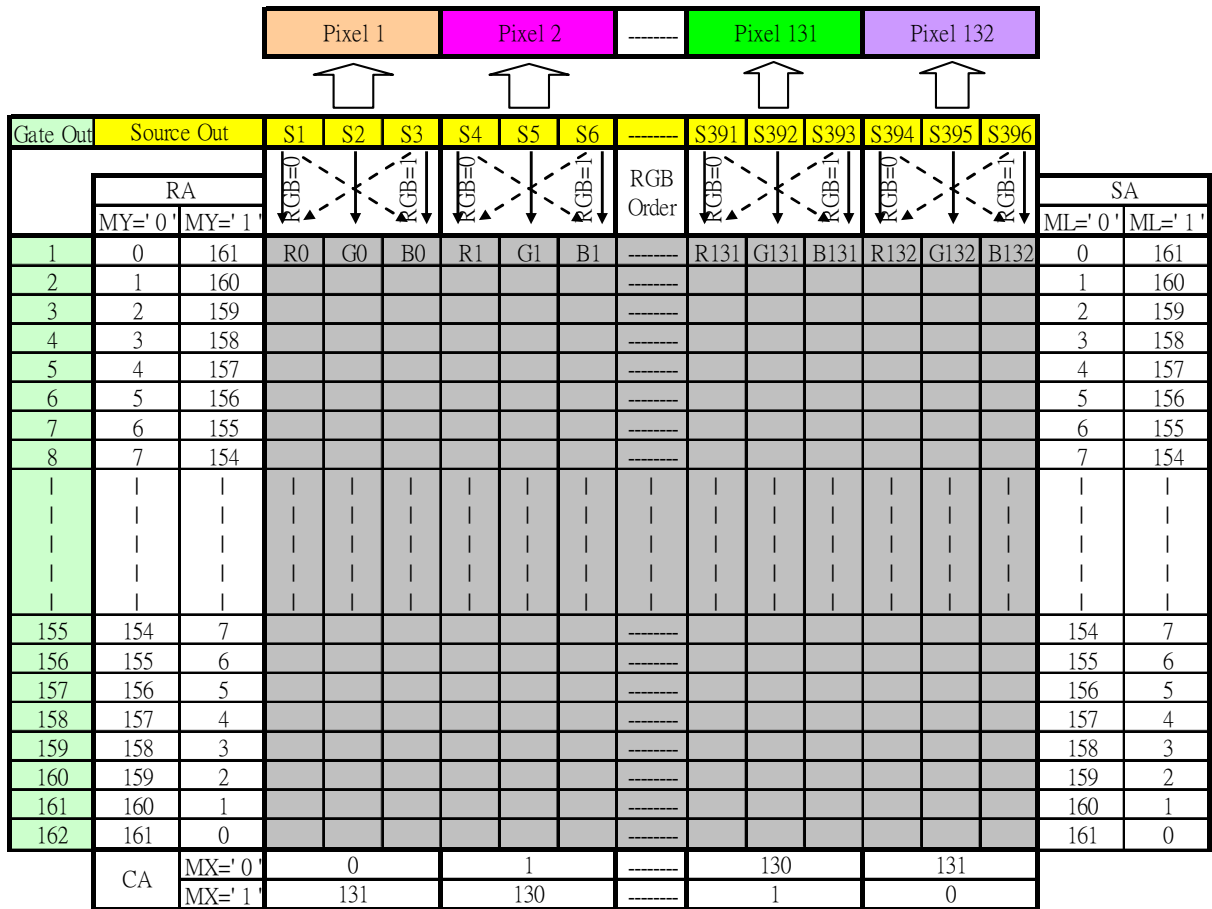 Pixel 1 Pixel 2 -------- Pixel 131 Pixel 132
Gate Out Source Out S1 S2 S3 S4 S5 S6 -------- S391 S392 S393 S394 S395 S396
RGB=0 RGB=1 RGB=0 RGB=1 RGB Order RGB=0 RGB=1 RGB=0 RGB=1
RA SA
MY=' 0 ' MY=' 1 ' ML=' 0 ' ML=' 1 '
1 0 161 R0 G0 B0 R1 G1 B1 -------- R131 G131 B131 R132 G132 B132 0 161
2 1 160 -------- 1 160
3 2 159 -------- 2 159
4 3 158 -------- 3 158
5 4 157 -------- 4 157
6 5 156 -------- 5 156
7 6 155 -------- 6 155
8 7 154 -------- 7 154
| | | | | | | | | | | | | | | | | 
| | | | | | | | | | | | | | | | | 
| | | | | | | | | | | | | | | | | 
| | | | | | | | | | | | | | | | | 
| | | | | | | | | | | | | | | | | 
155 154 7 -------- 154 7
156 155 6 -------- 155 6
157 156 5 -------- 156 5
158 157 4 -------- 157 4
159 158 3 -------- 158 3
160 159 2 -------- 159 2
161 160 1 -------- 160 1
162 161 0 -------- 161 0
CA MX=' 0 ' 0 1 -------- 130 131
MX=' 1 ' 131 130 -------- 1 0